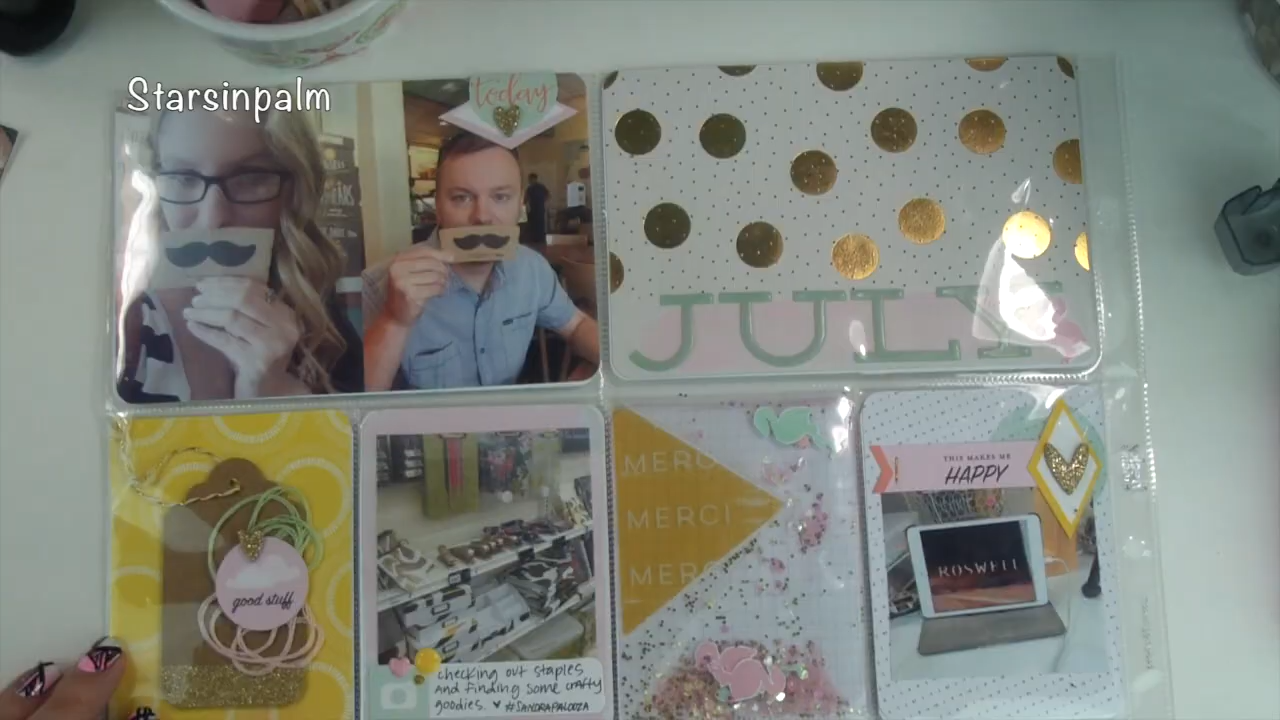 Starsinpalm
today
JULY
good stuff
checking out staples
and finding some crafty
goodies. ♥ #SANDRAPALOOZA
MERCI
MERCI
MERCI
THIS MAKES ME
HAPPY
ROSWELL